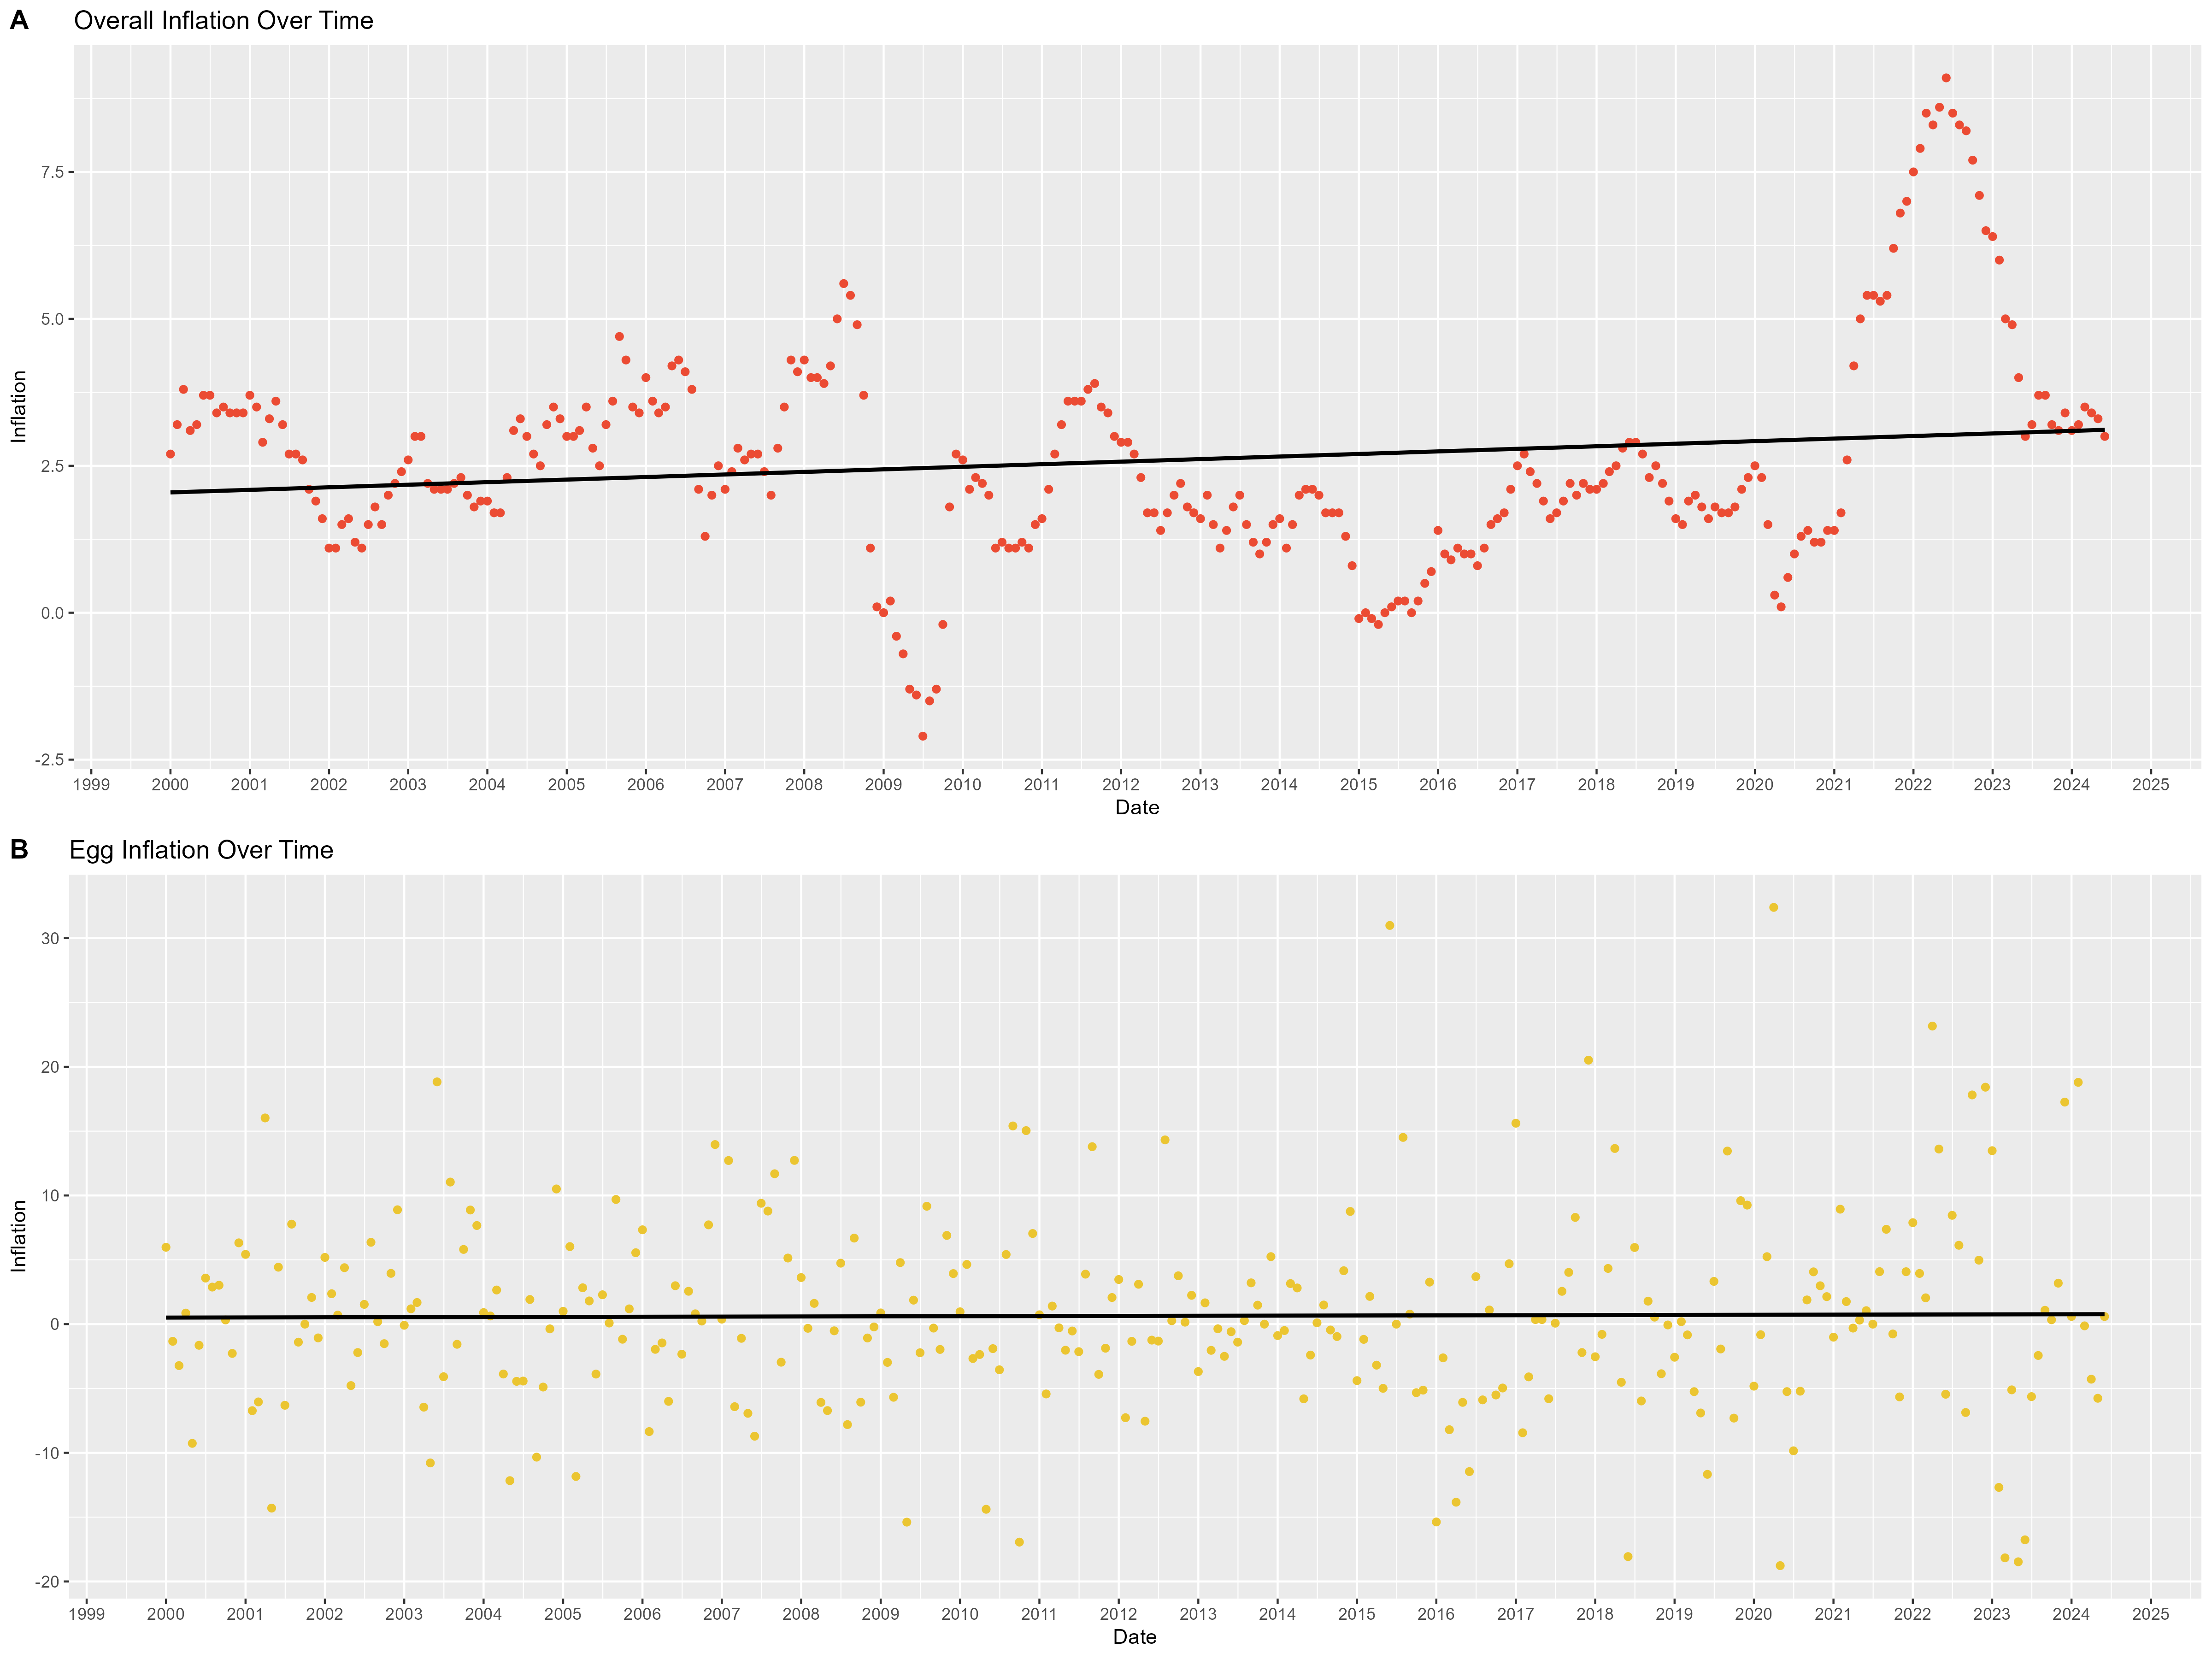 A Overall Inflation Over Time
Inflation
7.5
5.0
2.5
0.0
-2.5
1999 2000 2001 2002 2003 2004 2005 2006 2007 2008 2009 2010 2011 2012 2013 2014 2015 2016 2017 2018 2019 2020 2021 2022 2023 2024 2025
Date
B Egg Inflation Over Time
Inflation
30
20
10
0
-10
-20
1999 2000 2001 2002 2003 2004 2005 2006 2007 2008 2009 2010 2011 2012 2013 2014 2015 2016 2017 2018 2019 2020 2021 2022 2023 2024 2025
Date